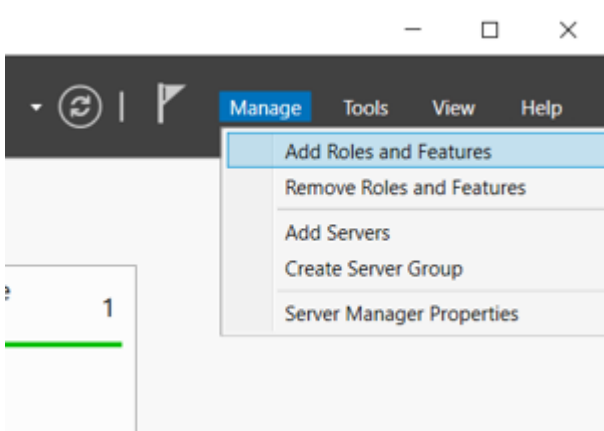 Manage Tools View Help
Add Roles and Features
Remove Roles and Features
Add Servers
Create Server Group
Server Manager Properties
1